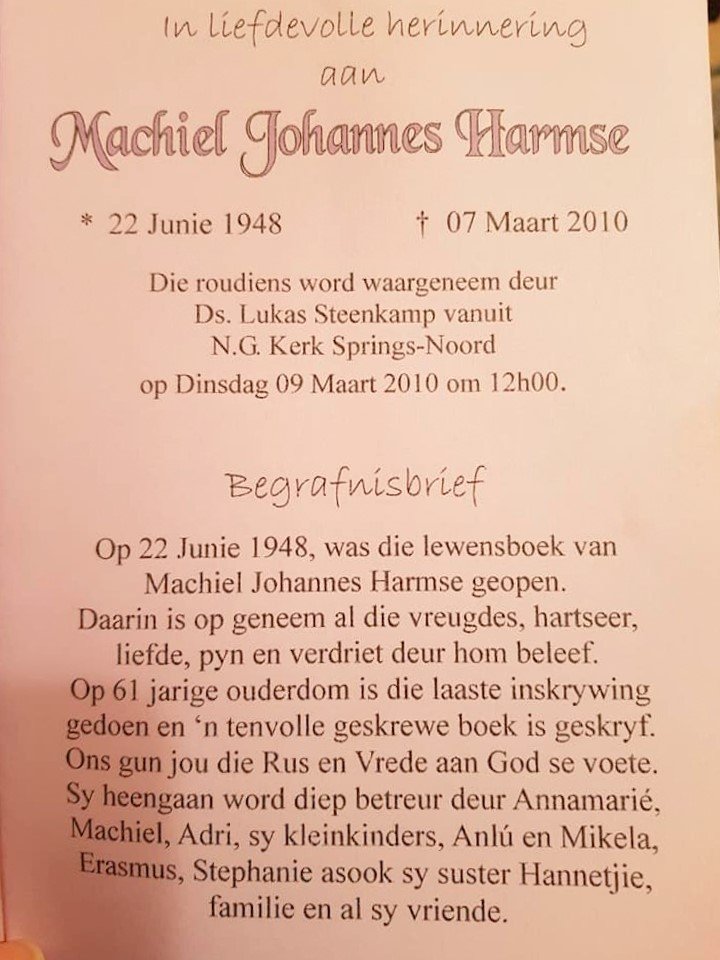 In liefdevolle herinnering
aan
Machiel Johannes Harmse
* 22 Junie 1948 † 07 Maart 2010
Die roudiens word waargeneem deur
Ds. Lukas Steenkamp vanuit
N.G. Kerk Springs-Noord
op Dinsdag 09 Maart 2010 om 12h00.
Begrafnisbrief
Op 22 Junie 1948, was die lewensboek van
Machiel Johannes Harmse geopen.
Daarin is op geneem al die vreugdes, hartseer,
liefde, pyn en verdriet deur hom beleef.
Op 61 jarige ouderdom is die laaste inskrywing
gedoen en ‘n tenvolle geskrewe boek is geskryf.
Ons gun jou die Rus en Vrede aan God se voete.
Sy heengaan word diep betreur deur Annamarié,
Machiel, Adri, sy kleinkinders, Anlú en Mikela,
Erasmus, Stephanie asook sy suster Hannetjie,
familie en al sy vriende.